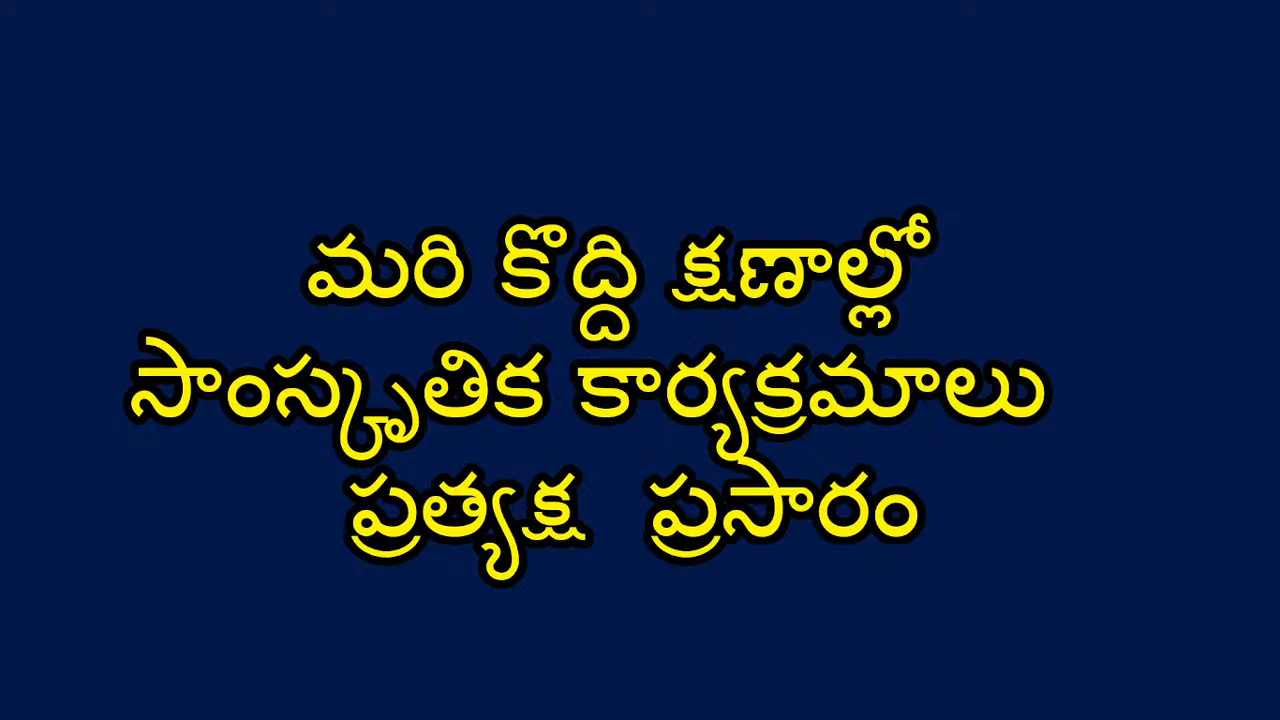 మరి కొద్ది క్షణాల్లో
సాంస్కృతిక కార్యక్రమాలు
ప్రత్యక్ష ప్రసారం